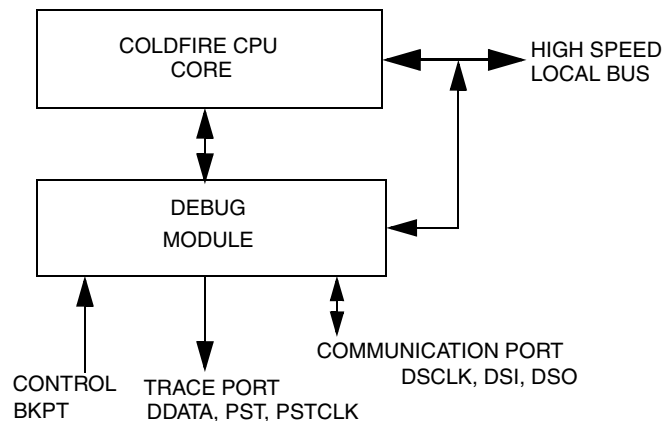 COLDFIRE CPU
CORE
HIGH SPEED
LOCAL BUS
DEBUG
MODULE
COMMUNICATION PORT
DSCLK, DSI, DSO
CONTROL
BKPT
TRACE PORT
DDATA, PST, PSTCLK